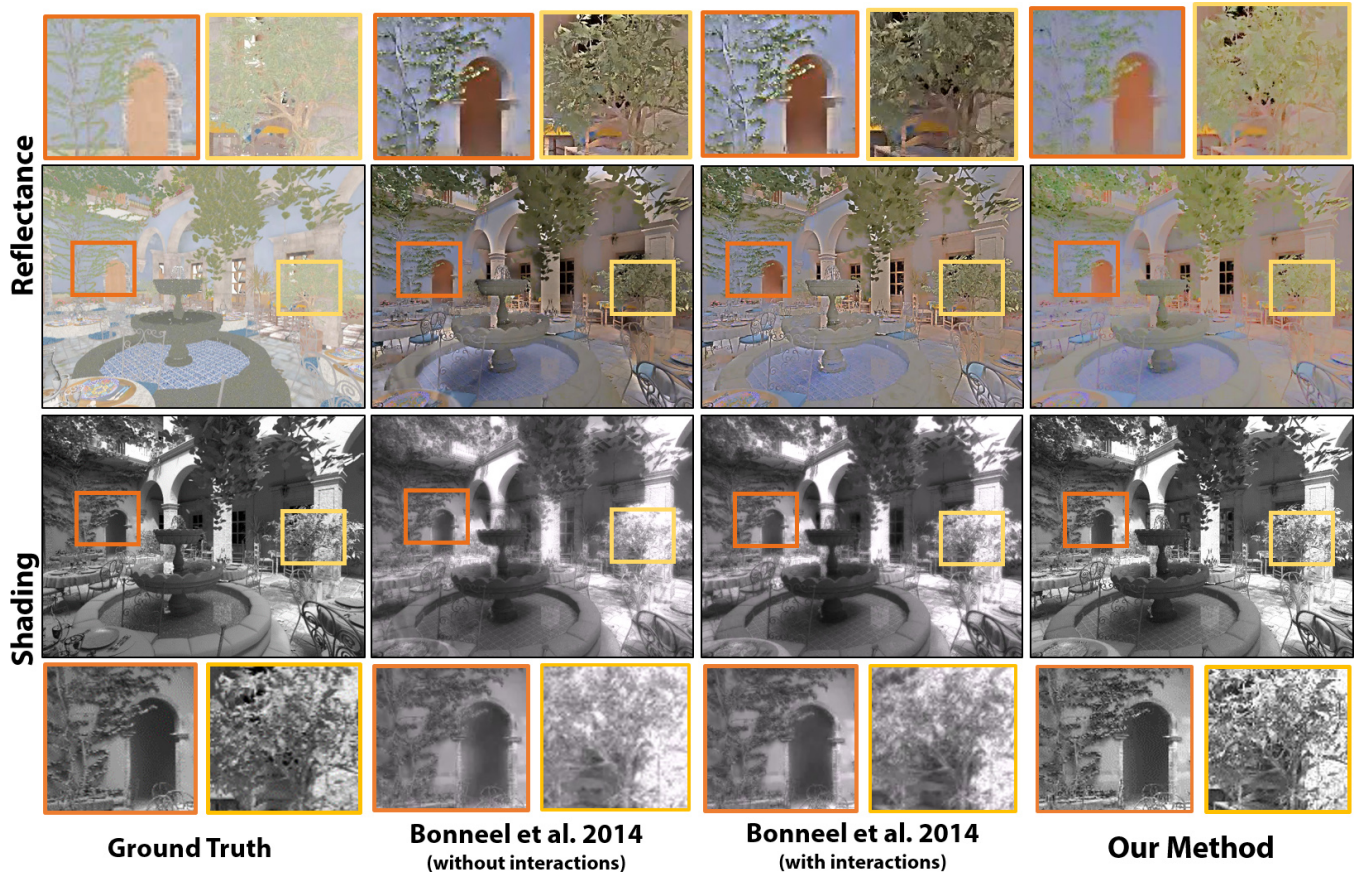 Reflectance
Shading
Ground Truth
Bonneel et al. 2014
(without interactions)
Bonneel et al. 2014
(with interactions)
Our Method